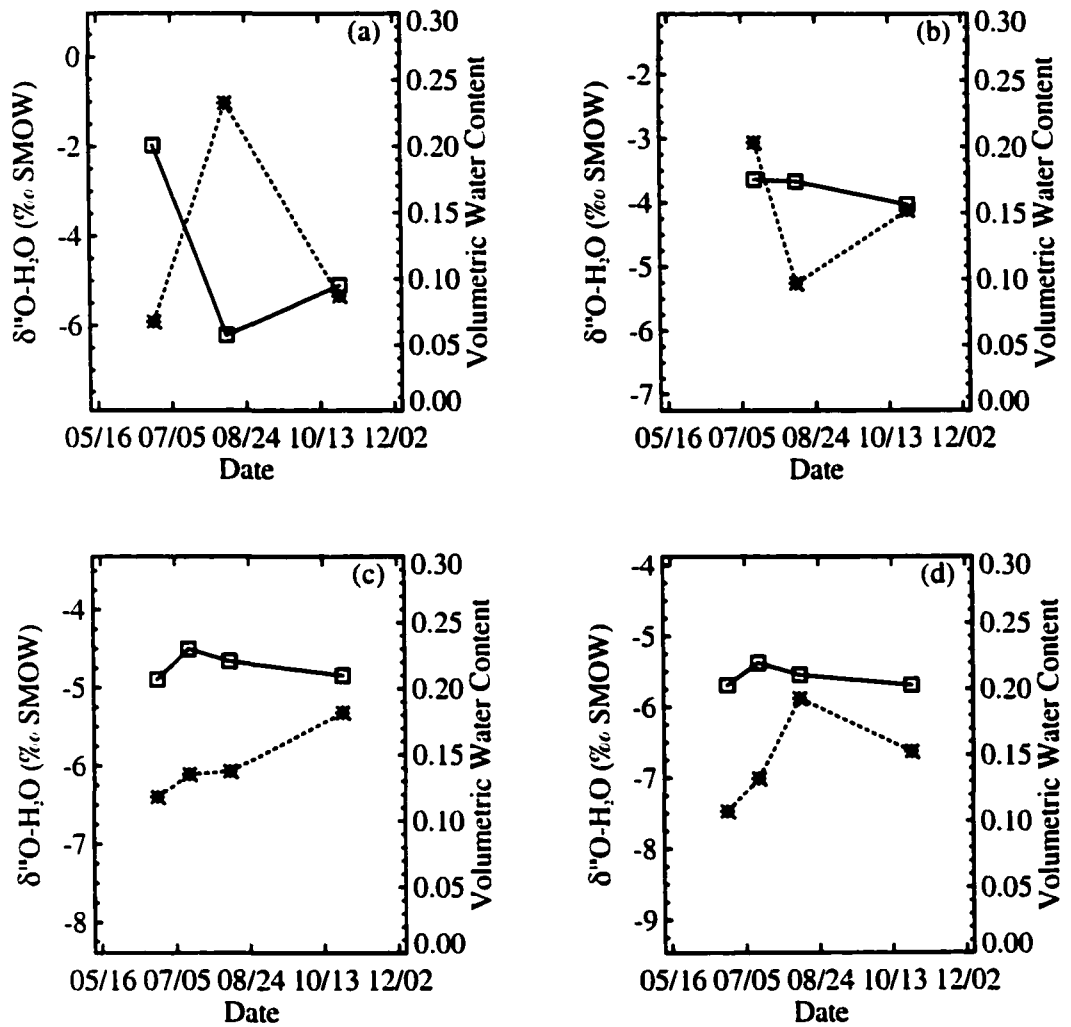 (a)
0
-2
-4
-6
δ¹⁸O-H₂O (‰ SMOW)
0.30
0.25
0.20
0.15
0.10
0.05
0.00
Volumetric Water Content
05/16 07/05 08/24 10/13 12/02
Date
(b)
-2
-3
-4
-5
-6
-7
δ¹⁸O-H₂O (‰ SMOW)
0.30
0.25
0.20
0.15
0.10
0.05
0.00
Volumetric Water Content
05/16 07/05 08/24 10/13 12/02
Date
(c)
-4
-5
-6
-7
-8
δ¹⁸O-H₂O (‰ SMOW)
0.30
0.25
0.20
0.15
0.10
0.05
0.00
Volumetric Water Content
05/16 07/05 08/24 10/13 12/02
Date
(d)
-4
-5
-6
-7
-8
-9
δ¹⁸O-H₂O (‰ SMOW)
0.30
0.25
0.20
0.15
0.10
0.05
0.00
Volumetric Water Content
05/16 07/05 08/24 10/13 12/02
Date